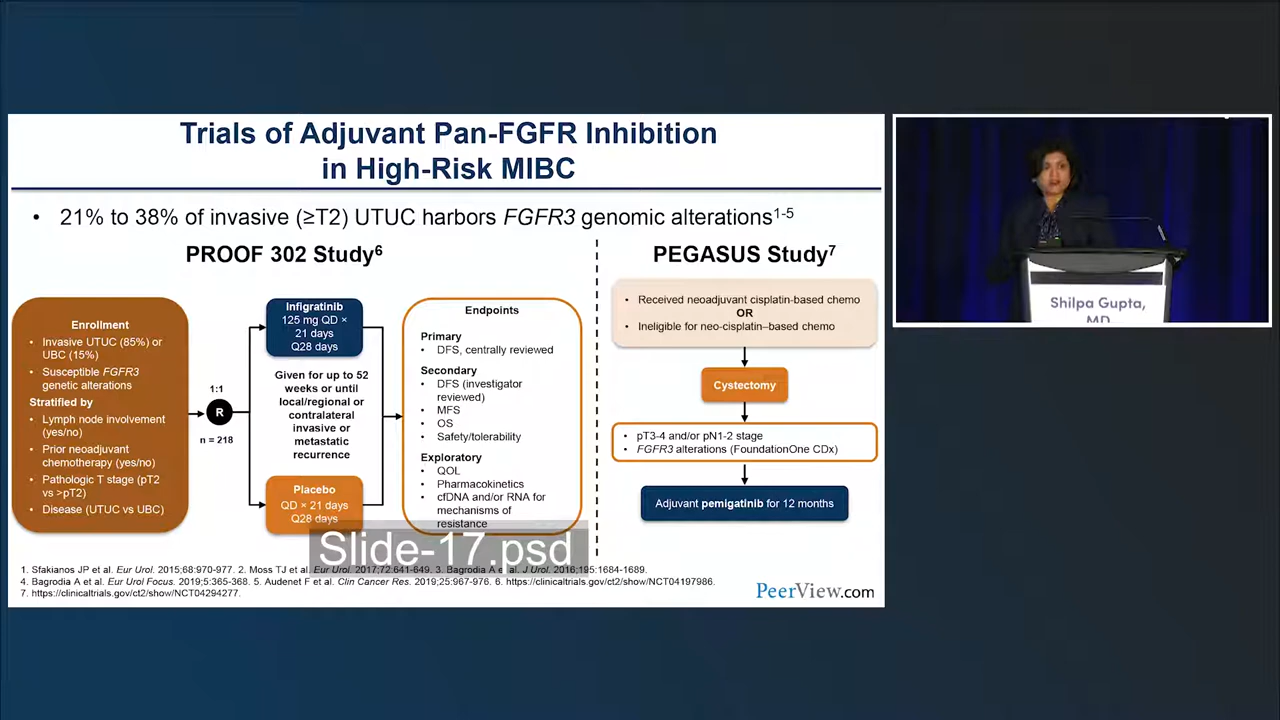 Trials of Adjuvant Pan-FGFR Inhibition
in High-Risk MIBC
• 21% to 38% of invasive (≥T2) UTUC harbors FGFR3 genomic alterations1-5
PROOF 302 Study6
Enrollment
• Invasive UTUC (85%) or
UBC (15%)
• Susceptible FGFR3
genetic alterations
Stratified by
• Lymph node involvement
(yes/no)
• Prior neoadjuvant
chemotherapy (yes/no)
• Pathologic T stage (pT2
vs >pT2)
• Disease (UTUC vs UBC)
1:1
R
n = 218
Infigratinib
125 mg QD ×
21 days
Q28 days
Given for up to 52
weeks or until
local/regional or
contralateral
invasive or
metastatic
recurrence
Placebo
QD × 21 days
Q28 days
Endpoints
Primary
• DFS, centrally reviewed
Secondary
• DFS (investigator
reviewed)
• MFS
• OS
• Safety/tolerability
Exploratory
• QOL
• Pharmacokinetics
• cfDNA and/or RNA for
mechanisms of
resistance
PEGASUS Study7
• Received neoadjuvant cisplatin-based chemo
OR
• Ineligible for neo-cisplatin–based chemo
Cystectomy
• pT3-4 and/or pN1-2 stage
• FGFR3 alterations (FoundationOne CDx)
Adjuvant pemigatinib for 12 months
Slide-17.psd
1. Sfakianos JP et al. Eur Urol. 2015;68:970-977. 2. Moss TJ et al. Eur Urol. 2017;72:641-649. 3. Bagrodia A et al. J Urol. 2016;195:1684-1689.
4. Bagrodia A et al. Eur Urol Focus. 2019;5:365-368. 5. Audenet F et al. Clin Cancer Res. 2019;25:967-976. 6. https://clinicaltrials.gov/ct2/show/NCT04197986.
7. https://clinicaltrials.gov/ct2/show/NCT04294277.
PeerView.com
Shilpa Gupta,
MD